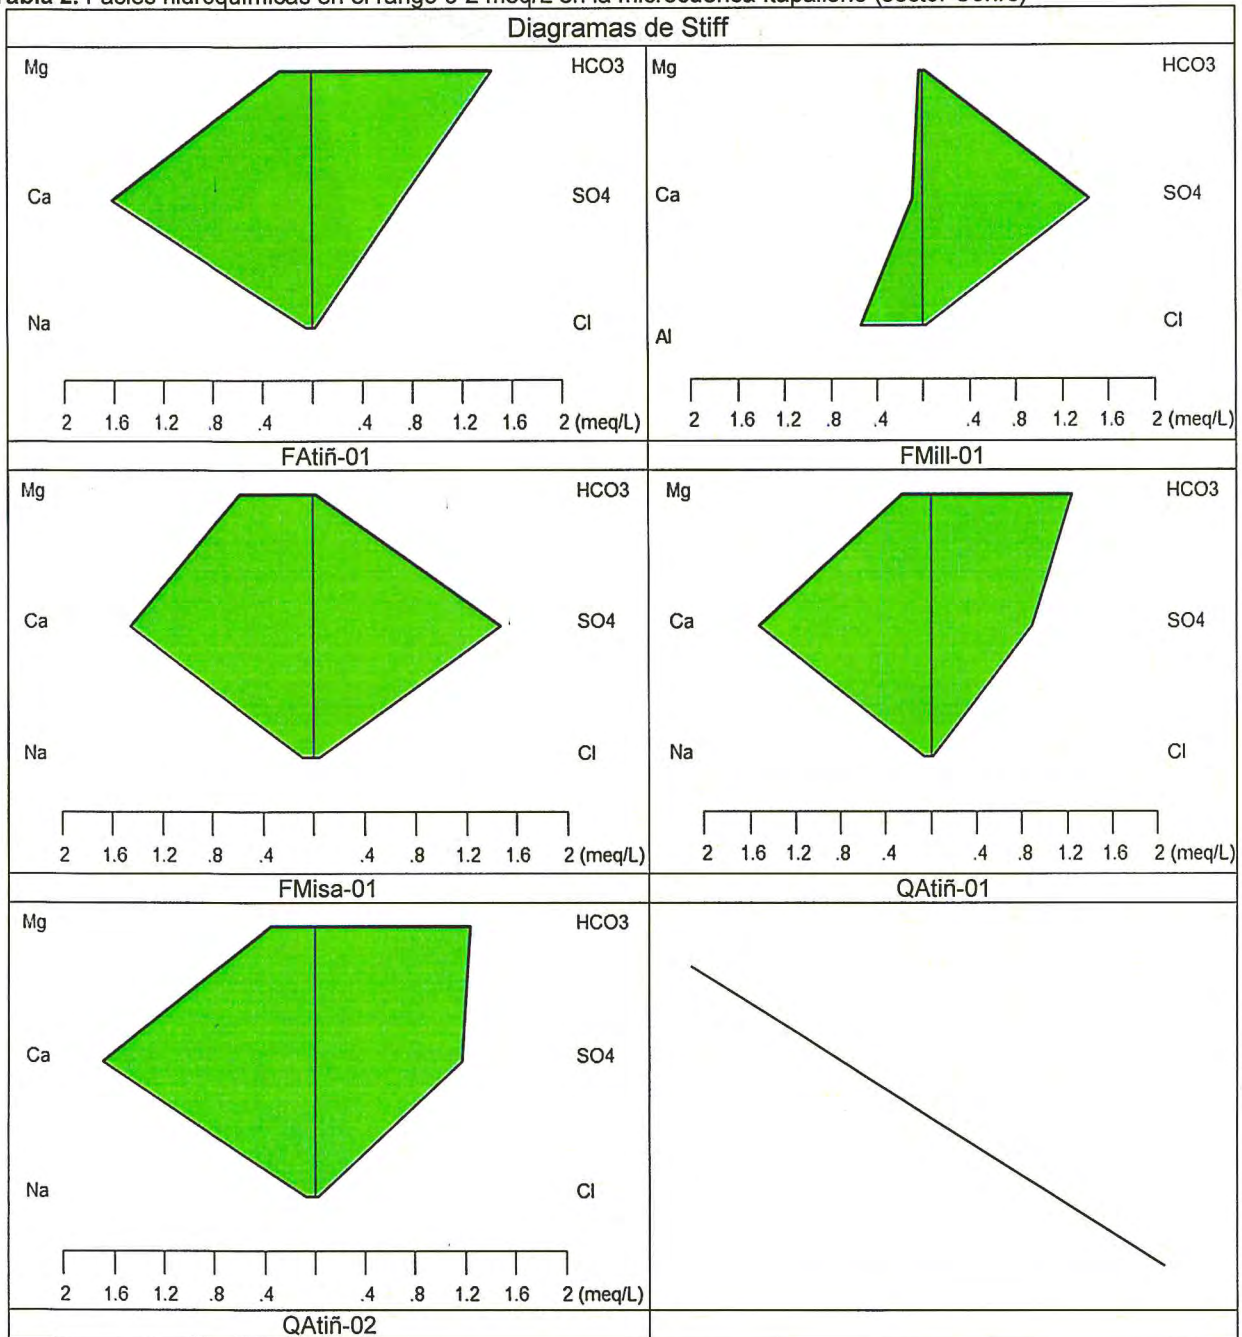 Diagramas de Stiff
Mg HCO3
Ca SO4
Na Cl
2 1.6 1.2 .8 .4 .4 .8 1.2 1.6 2 (meq/L)
FAtiñ-01
Mg HCO3
Ca SO4
Al Cl
2 1.6 1.2 .8 .4 .4 .8 1.2 1.6 2 (meq/L)
FMill-01
Mg HCO3
Ca SO4
Na Cl
2 1.6 1.2 .8 .4 .4 .8 1.2 1.6 2 (meq/L)
FMisa-01
Mg HCO3
Ca SO4
Na Cl
2 1.6 1.2 .8 .4 .4 .8 1.2 1.6 2 (meq/L)
QAtiñ-01
Mg HCO3
Ca SO4
Na Cl
2 1.6 1.2 .8 .4 .4 .8 1.2 1.6 2 (meq/L)
QAtiñ-02